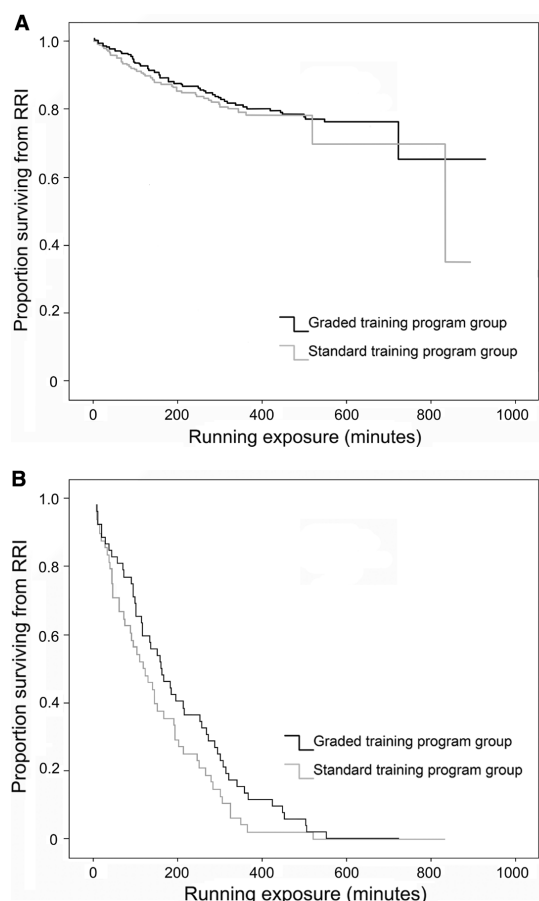 A
Proportion surviving from RRI
1.0
0.8
0.6
0.4
0.2
0
Graded training program group
Standard training program group
0 200 400 600 800 1000
Running exposure (minutes)
B
Proportion surviving from RRI
1.0
0.8
0.6
0.4
0.2
0
Graded training program group
Standard training program group
0 200 400 600 800 1000
Running exposure (minutes)